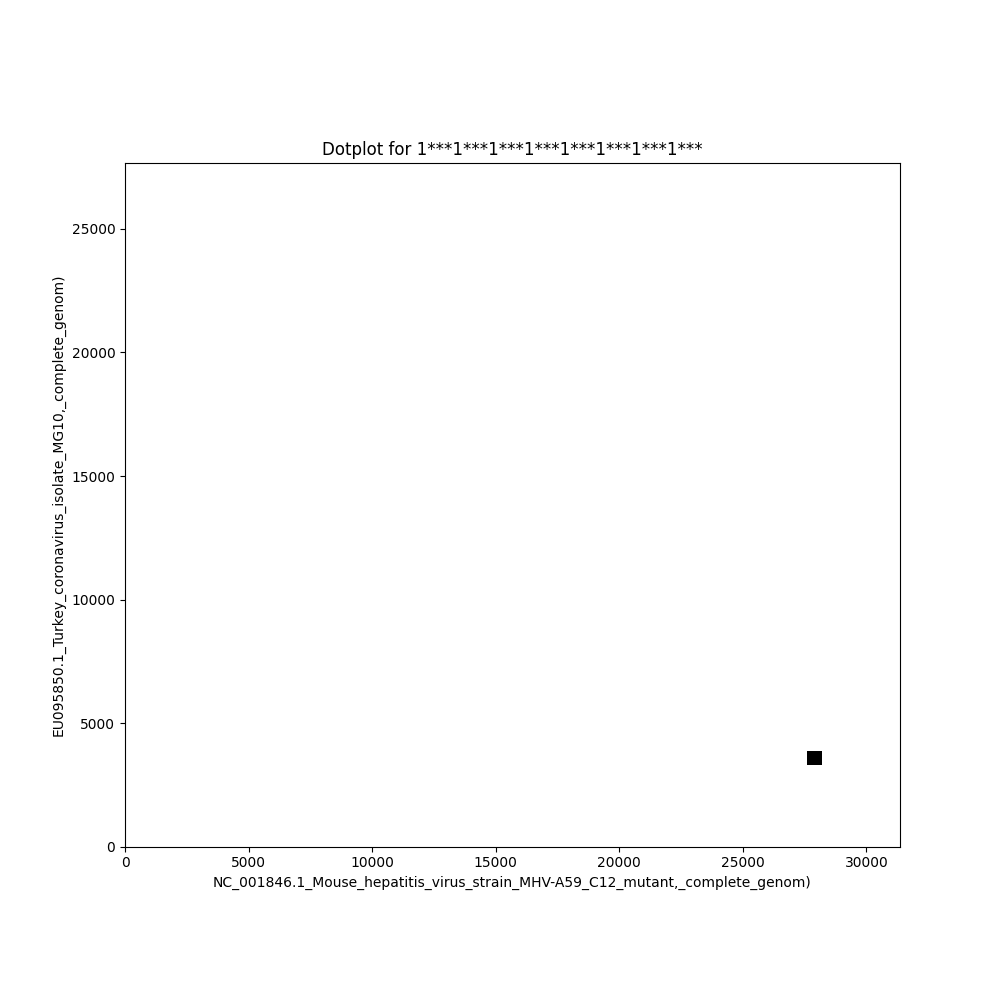 Dotplot for 1***1***1***1***1***1***1***1***
EU095850.1_Turkey_coronavirus_isolate_MG10,_complete_genom)
25000
20000
15000
10000
5000
0
0 5000 10000 15000 20000 25000 30000
NC_001846.1_Mouse_hepatitis_virus_strain_MHV-A59_C12_mutant,_complete_genom)